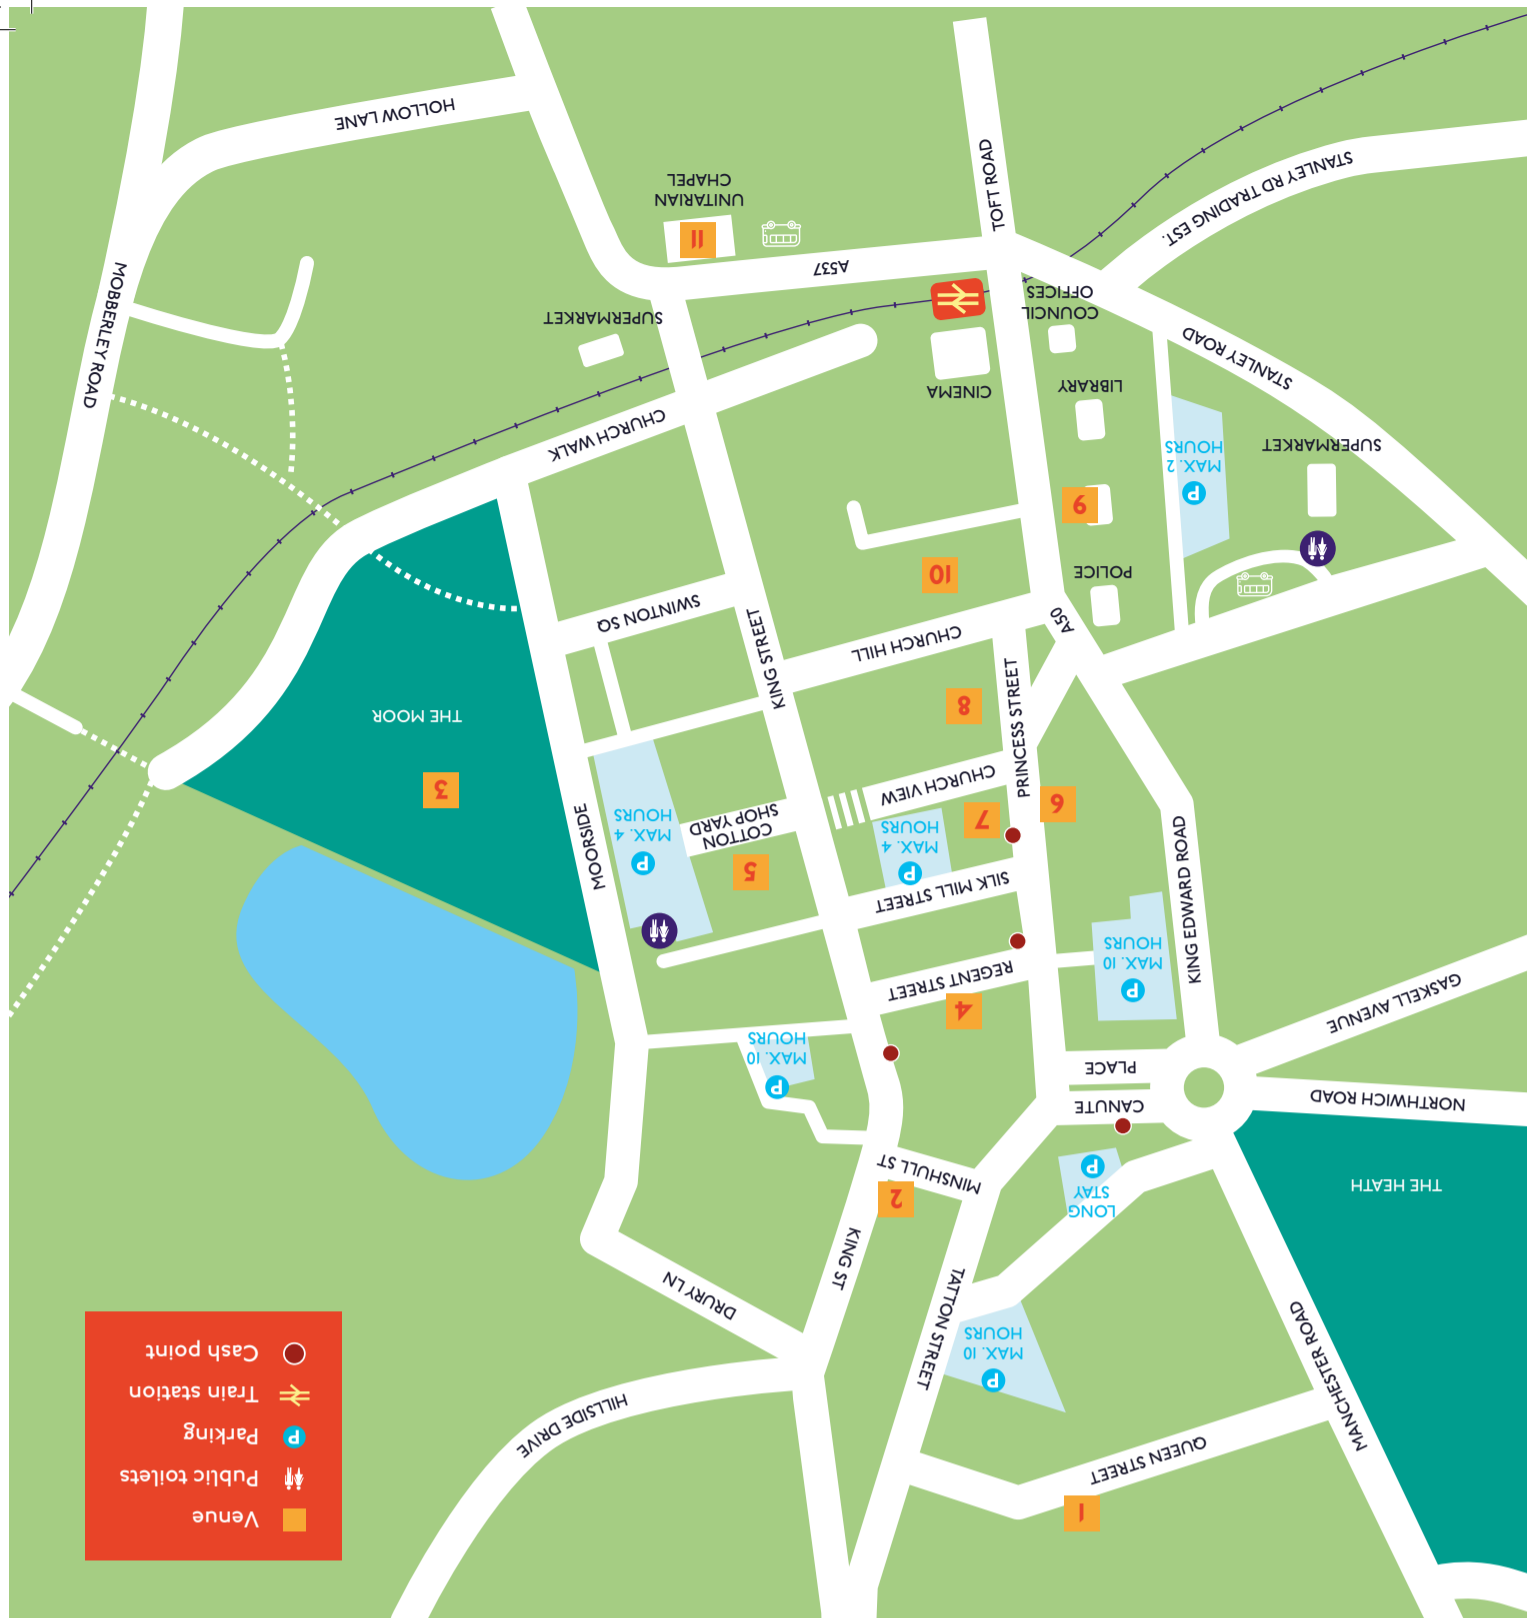 Venue
Public toilets
Parking
Train station
Cash point
1
QUEEN STREET
MANCHESTER ROAD
HILLSIDE DRIVE
P
MAX. 10
HOURS
TATTON STREET
DRURY LN
KING ST
2
MINSHULL ST
LONG
STAY
P
THE HEATH
CANUTE
PLACE
NORTHWICH ROAD
GASKELL AVENUE
P
MAX. 10
HOURS
4
REGENT STREET
P
MAX. 10
HOURS
KING EDWARD ROAD
SILK MILL STREET
P
MAX. 4
HOURS
7
6
CHURCH VIEW
PRINCESS STREET
5
COTTON
SHOP YARD
P
MAX. 4
HOURS
MOORSIDE
3
THE MOOR
8
KING STREET
CHURCH HILL
SWINTON SQ
A50
POLICE
10
9
P
MAX. 2
HOURS
SUPERMARKET
LIBRARY
CINEMA
COUNCIL
OFFICES
STANLEY ROAD
CHURCH WALK
MOBBERLEY ROAD
SUPERMARKET
A537
11
UNITARIAN
CHAPEL
TOFT ROAD
STANLEY RD TRADING EST.
HOLLOW LANE